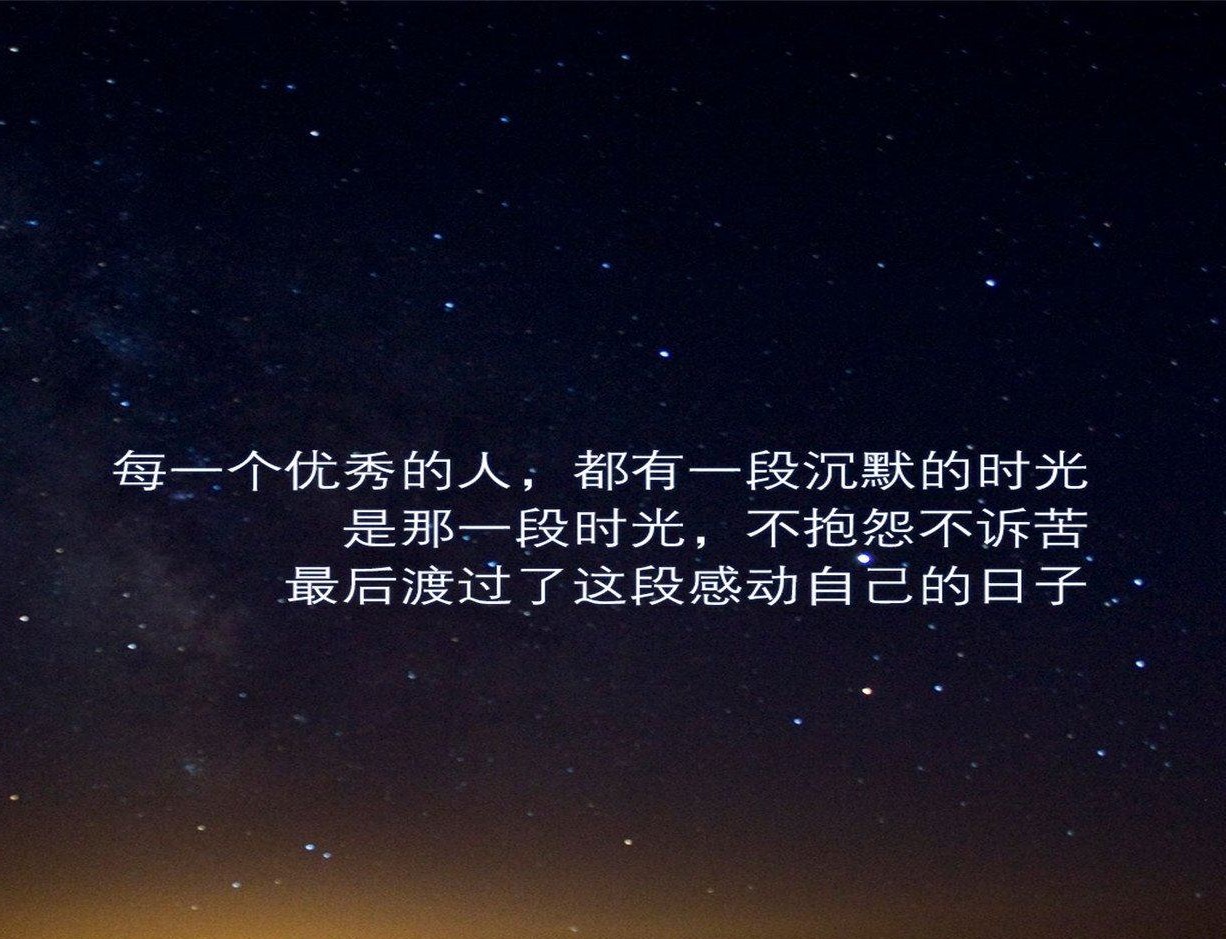 每一个优秀的人，都有一段沉默的时光
是那一段时光，不抱怨不诉苦
最后渡过了这段感动自己的日子